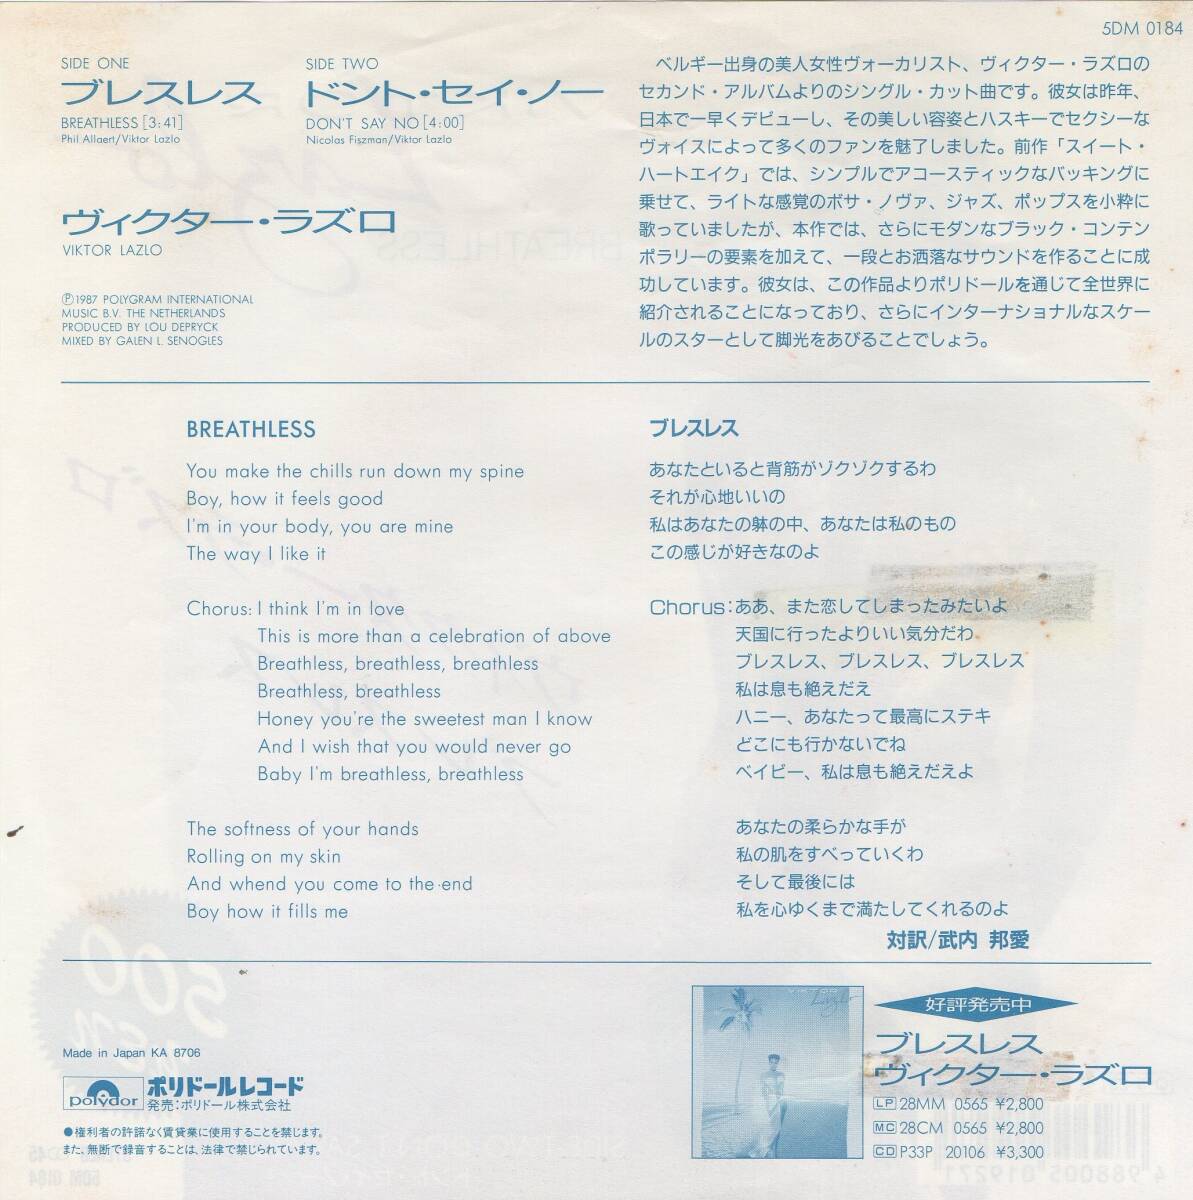 5DM 0184
SIDE ONE
ブレスレス
BREATHLESS [3:41]
Phil Allaert/Viktor Lazlo
SIDE TWO
ドント・セイ・ノー
DON'T SAY NO [4:00]
Nicolas Fiszman/Viktor Lazlo
ヴィクター・ラズロ
VIKTOR LAZLO
Ⓟ1987 POLYGRAM INTERNATIONAL
MUSIC B.V. THE NETHERLANDS
PRODUCED BY LOU DEPRYCK
MIXED BY GALEN L. SENOGLES
ベルギー出身の美人女性ヴォーカリスト、ヴィクター・ラズロの
セカンド・アルバムよりのシングル・カット曲です。彼女は昨年、
日本で一早くデビューし、その美しい容姿とハスキーでセクシーな
ヴォイスによって多くのファンを魅了しました。前作「スイート・
ハートエイク」では、シンプルでアコースティックなバッキングに
乗せて、ライトな感覚のボサ・ノヴァ、ジャズ、ポップスを小粋に
歌っていましたが、本作では、さらにモダンなブラック・コンテン
ポラリーの要素を加えて、一段とお洒落なサウンドを作ることに成
功しています。彼女は、この作品よりポリドールを通じて全世界に
紹介されることになっており、さらにインターナショナルなスケー
ルのスターとして脚光をあびることでしょう。
BREATHLESS
You make the chills run down my spine
Boy, how it feels good
I'm in your body, you are mine
The way I like it
Chorus: I think I'm in love
This is more than a celebration of above
Breathless, breathless, breathless
Breathless, breathless
Honey you're the sweetest man I know
And I wish that you would never go
Baby I'm breathless, breathless
The softness of your hands
Rolling on my skin
And whend you come to the end
Boy how it fills me
ブレスレス
あなたといると背筋がゾクゾクするわ
それが心地いいの
私はあなたの躰の中、あなたは私のもの
この感じが好きなのよ
Chorus:ああ、また恋してしまったみたいよ
天国に行ったよりいい気分だわ
ブレスレス、ブレスレス、ブレスレス
私は息も絶えだえ
ハニー、あなたって最高にステキ
どこにも行かないでね
ベイビー、私は息も絶えだえよ
あなたの柔らかな手が
私の肌をすべっていくわ
そして最後には
私を心ゆくまで満たしてくれるのよ
対訳/武内 邦愛
Made in Japan KA 8706
polydor
ポリドールレコード
発売:ポリドール株式会社
●権利者の許諾なく賃貸業に使用することを禁じます。
また、無断で録音することは、法律で禁じられています。
VIKTOR
Lazlo
好評発売中
ブレスレス
ヴィクター・ラズロ
LP 28MM 0565 ¥2,800
MC 28CM 0565 ¥2,800
CD P33P 20106 ¥3,300